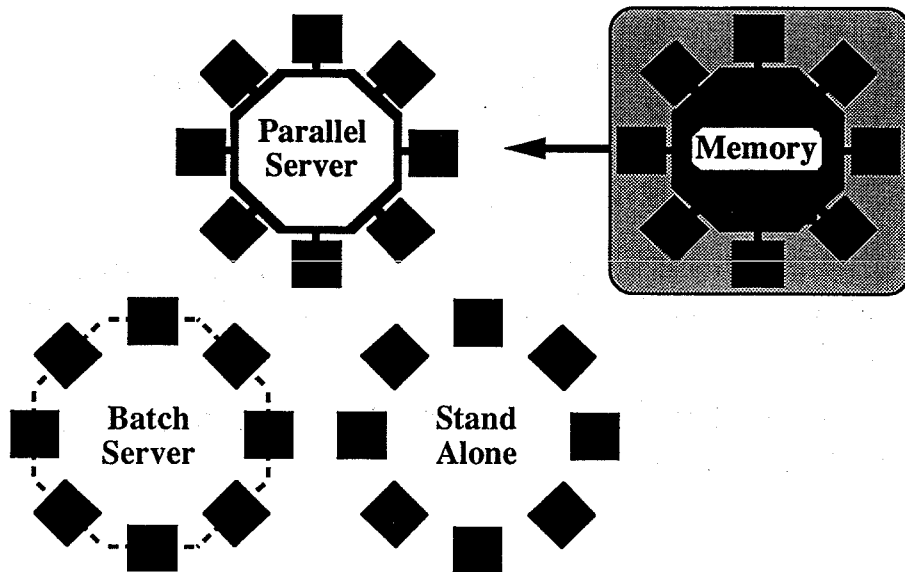 Parallel
Server
Memory
Batch
Server
Stand
Alone